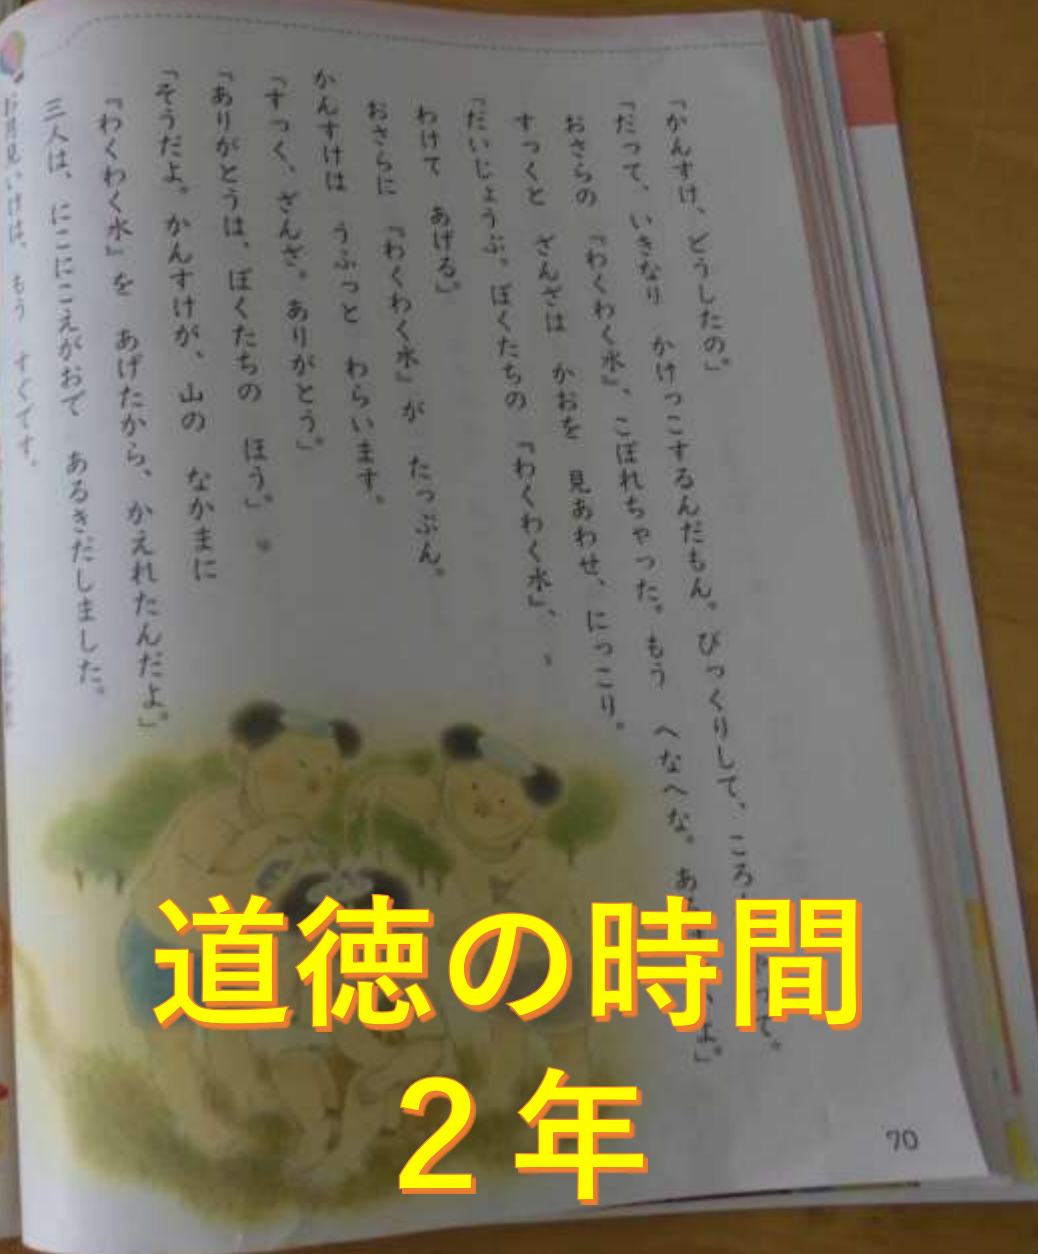 「かんすけ、どうしたの。」
「だって、いきなり かけっこするんだもん。びっくりして、ころ って。
おさらの 『わくわく水』、こぼれちゃった。もう へなへな。 よ」
すっくと ざんざは かおを 見あわせ、にっこり。
「だいじょうぶ。ぼくたちの 『わくわく水』、
わけて あげる」
おさらに 『わくわく水』が たっぷん。
かんすけは うふっと わらいます。
「すっく、ざんざ。ありがとう。」
「ありがとうは、ぼくたちの ほう。」
「そうだよ。かんすけが、山の なかまに
『わくわく水』を あげたから、かえれたんだよ。」
三人は、にこにこえがおで あるきだしました。
お月見いけは、もう すぐです。
70
道徳の時間
２年